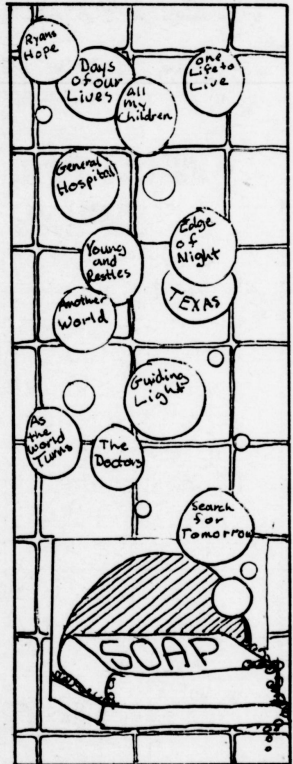 Ryans
Hope
Days
of our
Lives
All
my
Children
One
Life to
Live
General
Hospital
Edge
of
Night
Young
and
Restles
TEXAS
Another
World
Guiding
Light
As
the
World
Turns
The
Doctors
Search
for
Tomorrow
SOAP